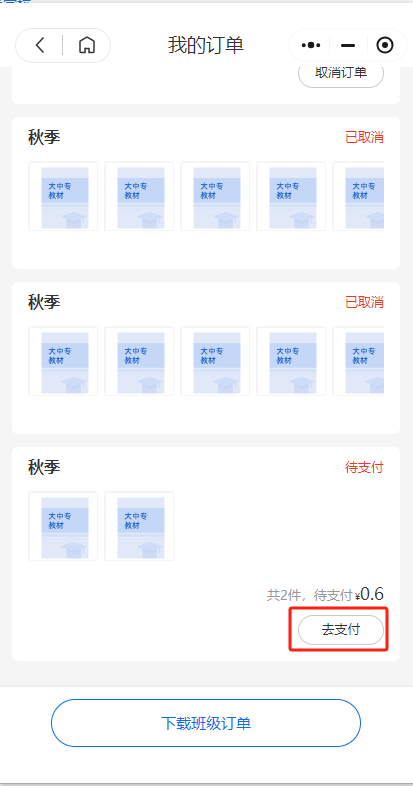 我的订单
取消订单
秋季
已取消
大中专
教材
大中专
教材
大中专
教材
大中专
教材
大中专
教材
秋季
已取消
大中专
教材
大中专
教材
大中专
教材
大中专
教材
大中专
教材
秋季
待支付
大中专
教材
大中专
教材
共2件，待支付¥0.6
去支付
下载班级订单